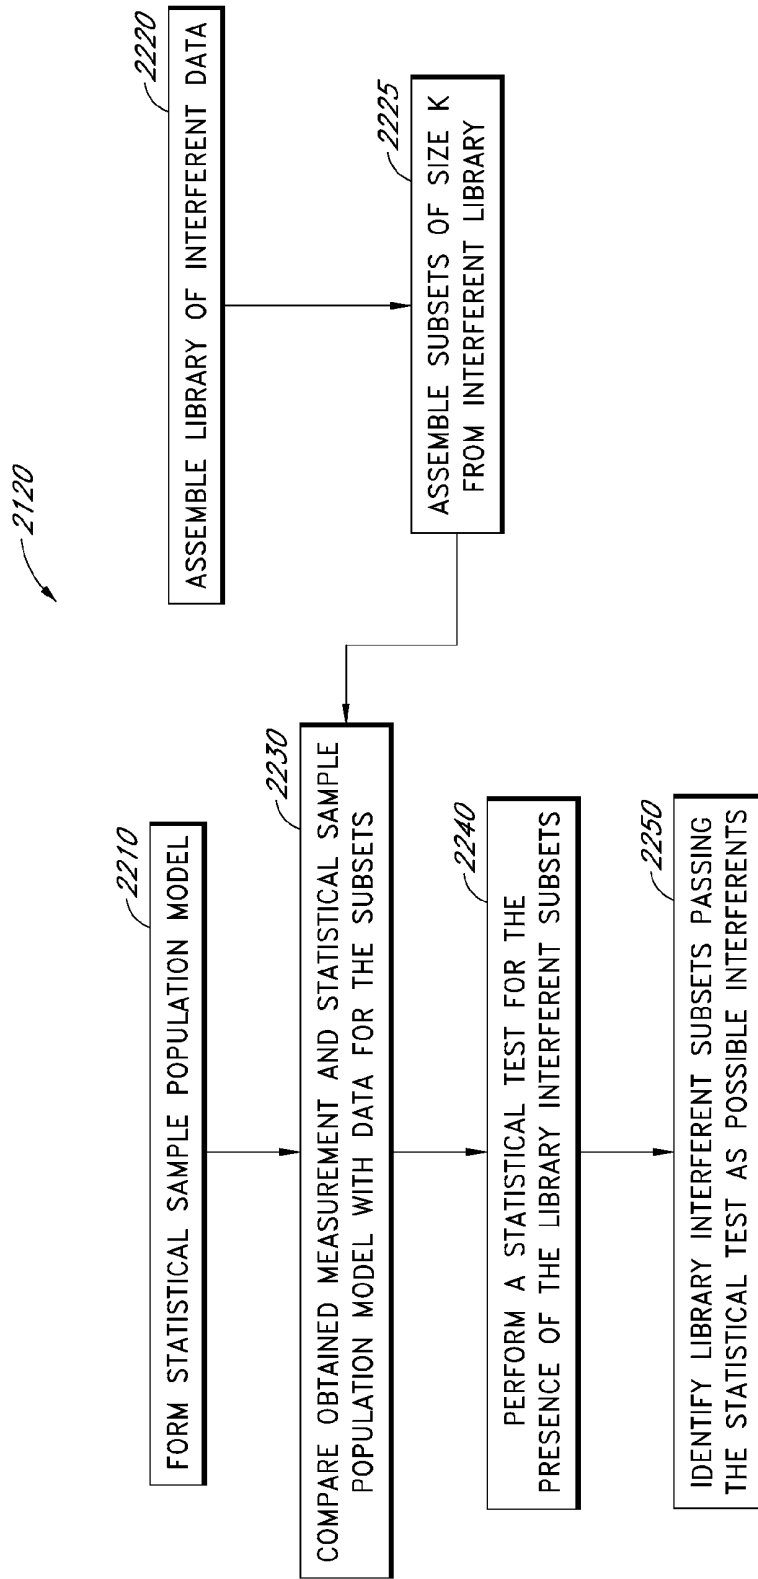 2120
2210
FORM STATISTICAL SAMPLE POPULATION MODEL
2220
ASSEMBLE LIBRARY OF INTERFERENT DATA
2225
ASSEMBLE SUBSETS OF SIZE K
FROM INTERFERENT LIBRARY
2230
COMPARE OBTAINED MEASUREMENT AND STATISTICAL SAMPLE
POPULATION MODEL WITH DATA FOR THE SUBSETS
2240
PERFORM A STATISTICAL TEST FOR THE
PRESENCE OF THE LIBRARY INTERFERENT SUBSETS
2250
IDENTIFY LIBRARY INTERFERENT SUBSETS PASSING
THE STATISTICAL TEST AS POSSIBLE INTERFERENTS